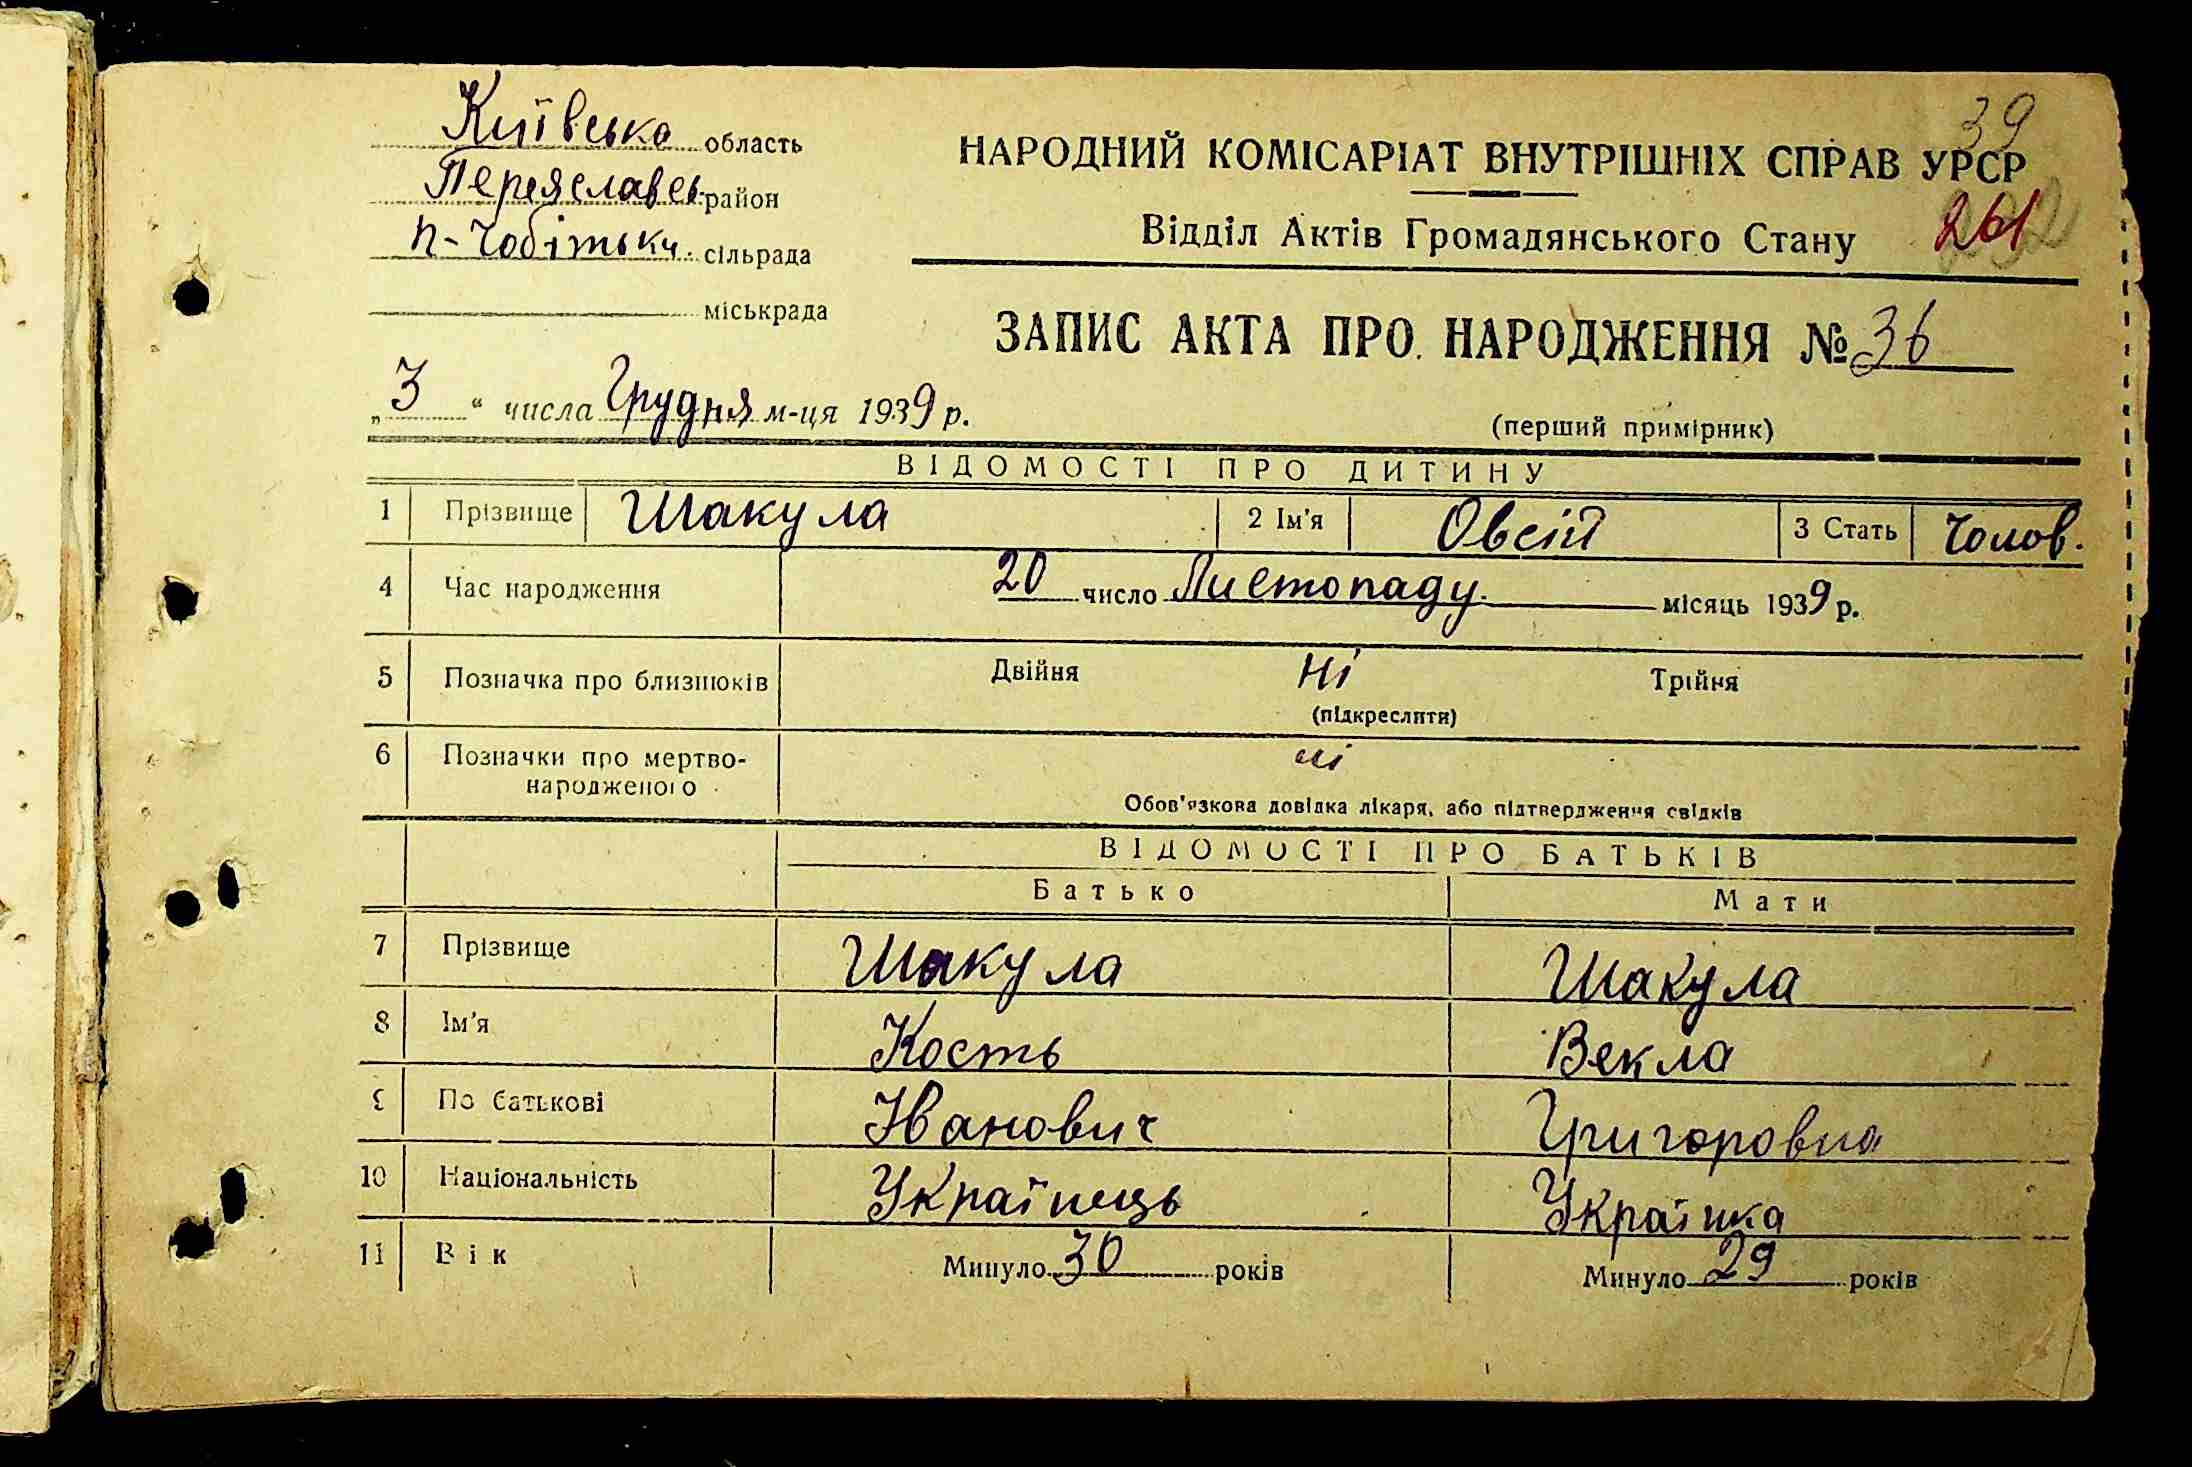 39
Київська область
Переяславсь. район
п-Чобітьки. сільрада
міськрада
НАРОДНИЙ КОМІСАРІАТ ВНУТРІШНІХ СПРАВ УРСР
Відділ Актів Громадянського Стану 261
ЗАПИС АКТА ПРО НАРОДЖЕННЯ № 36
„3“ числа Грудня м-ця 1939 р.
(перший примірник)
ВІДОМОСТІ ПРО ДИТИНУ
1 Прізвище Шакула 2 Ім'я Овсій 3 Стать Чолов.
4 Час народження 20 число Листопаду. місяць 1939 р.
5 Позначка про близнюків Двійня Ні Трійня
(підкреслити)
6 Позначки про мертво- ні
народженого
Обов'язкова довідка лікаря, або підтвердження свідків
ВІДОМОСТІ ПРО БАТЬКІВ
Батько Мати
7 Прізвище Шакула Шакула
8 Ім'я Кость Векла
9 По батькові Іванович Григоровна
10 Національність Українець Українка
11 Вік Минуло 30 років Минуло 29 років